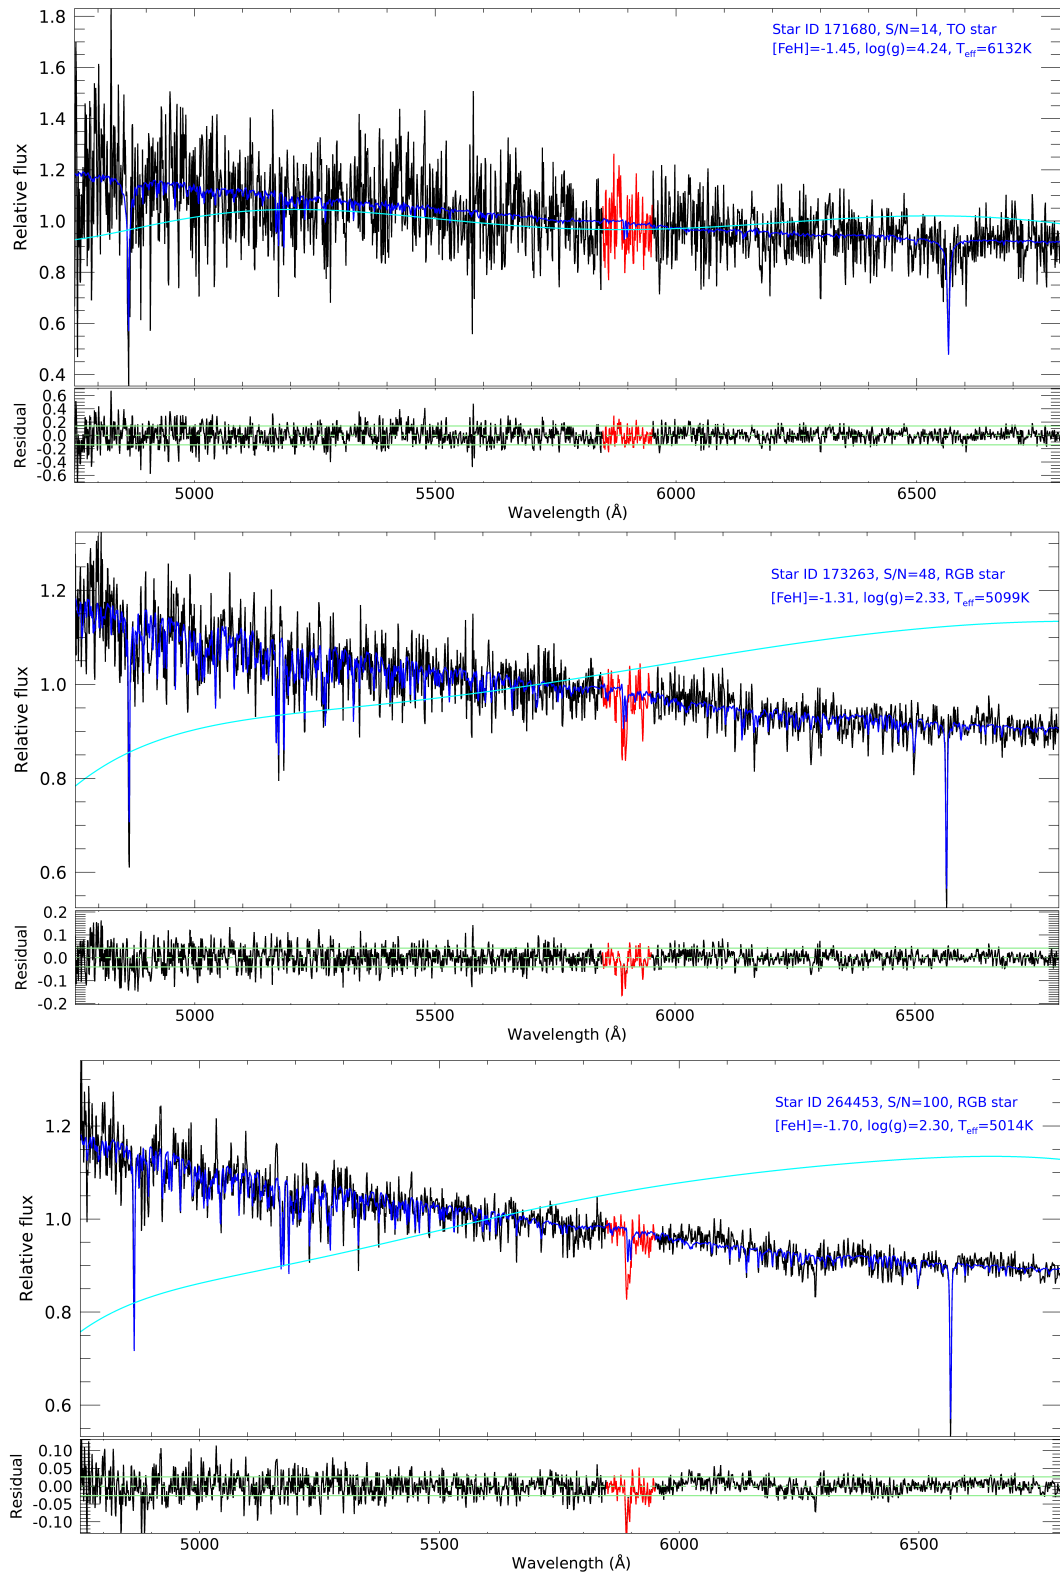 Star ID 171680, S/N=14, TO star
[FeH]=-1.45, log(g)=4.24, Teff=6132K
Relative flux
1.8
1.6
1.4
1.2
1.0
0.8
0.6
0.4
Residual
0.6
0.4
0.2
0.0
-0.2
-0.4
-0.6
5000 5500 6000 6500
Wavelength (Å)
Star ID 173263, S/N=48, RGB star
[FeH]=-1.31, log(g)=2.33, Teff=5099K
Relative flux
1.2
1.0
0.8
0.6
Residual
0.2
0.1
0.0
-0.1
-0.2
5000 5500 6000 6500
Wavelength (Å)
Star ID 264453, S/N=100, RGB star
[FeH]=-1.70, log(g)=2.30, Teff=5014K
Relative flux
1.2
1.0
0.8
0.6
Residual
0.10
0.05
0.00
-0.05
-0.10
5000 5500 6000 6500
Wavelength (Å)